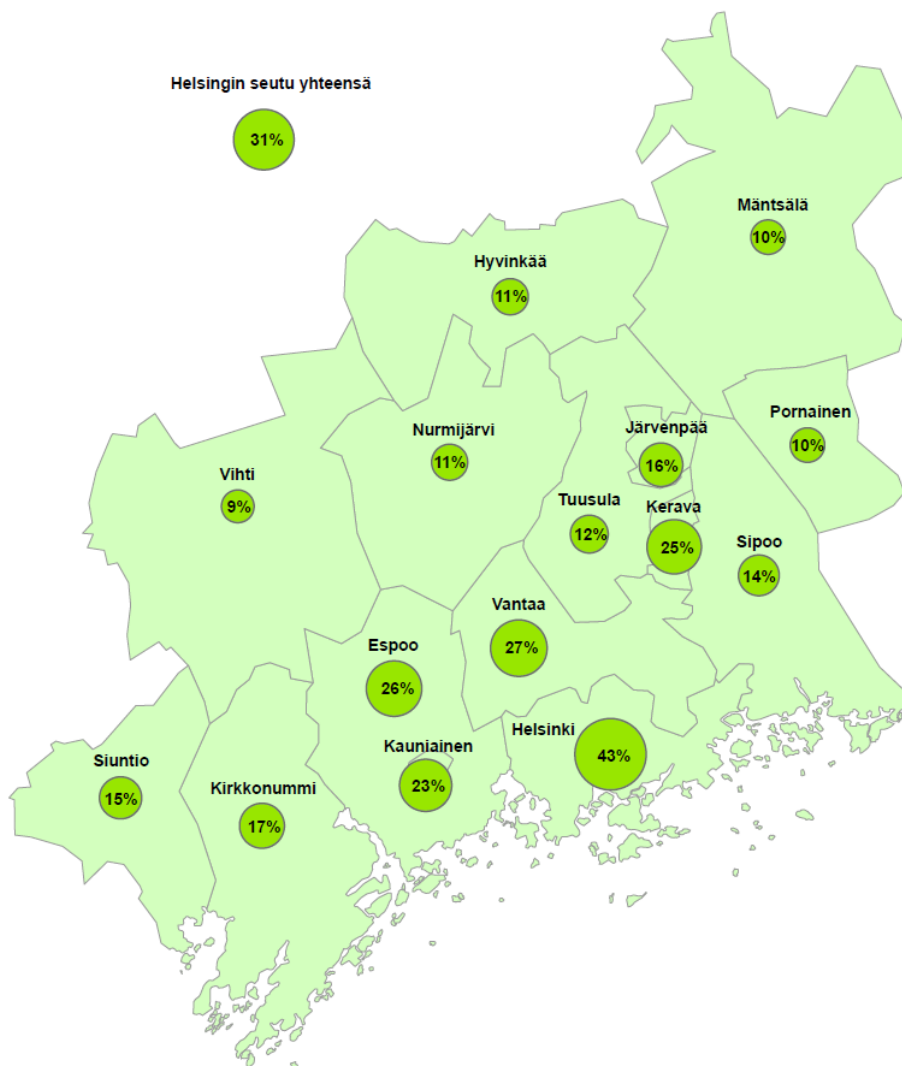 Helsingin seutu yhteensä
31%
Mäntsälä
10%
Hyvinkää
11%
Pornainen
10%
Nurmijärvi
11%
Järvenpää
16%
Vihti
9%
Tuusula
12%
Kerava
25%
Sipoo
14%
Vantaa
27%
Espoo
26%
Helsinki
43%
Kauniainen
23%
Siuntio
15%
Kirkkonummi
17%